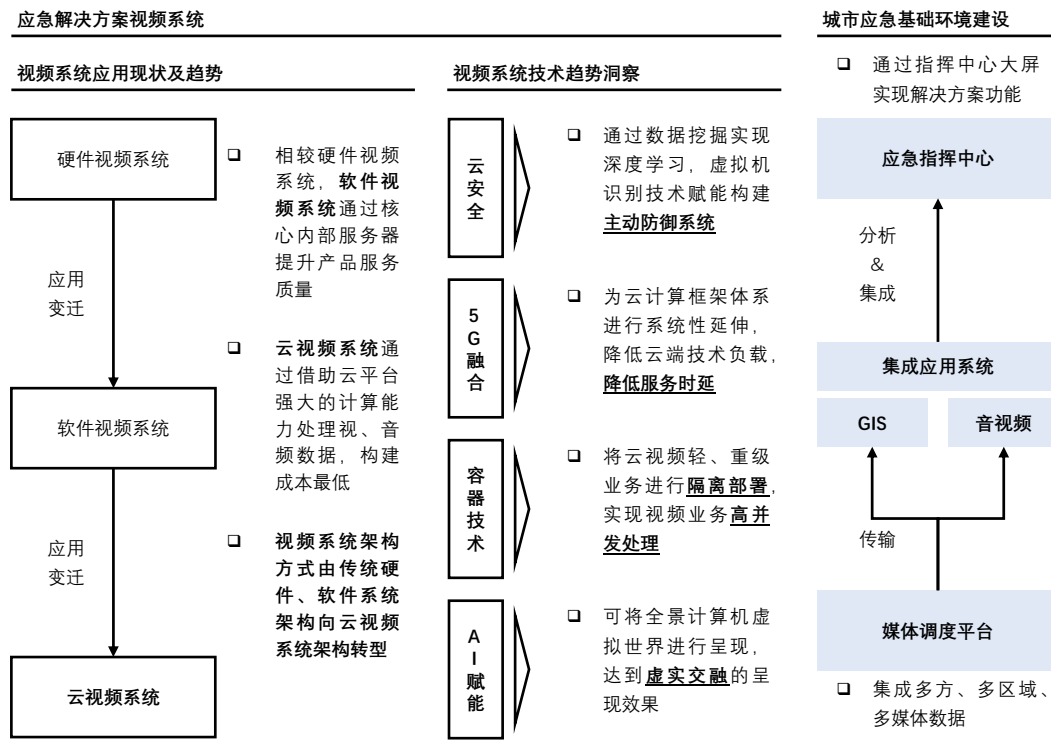 应急解决方案视频系统
视频系统应用现状及趋势
硬件视频系统
应用
变迁
软件视频系统
应用
变迁
云视频系统
相较硬件视频
系统，软件视
频系统通过核
心内部服务器
提升产品服务
质量
云视频系统通
过借助云平台
强大的计算能
力处理视、音
频数据，构建
成本最低
视频系统架构
方式由传统硬
件、软件系统
架构向云视频
系统架构转型
视频系统技术趋势洞察
云
安
全
通过数据挖掘实现
深度学习，虚拟机
识别技术赋能构建
主动防御系统
5
G
融
合
为云计算框架体系
进行系统性延伸，
降低云端技术负载，
降低服务时延
容
器
技
术
将云视频轻、重级
业务进行隔离部署，
实现视频业务高并
发处理
A
I
赋
能
可将全景计算机虚
拟世界进行呈现，
达到虚实交融的呈
现效果
城市应急基础环境建设
通过指挥中心大屏
实现解决方案功能
应急指挥中心
分析
&
集成
集成应用系统
GIS
音视频
传输
媒体调度平台
集成多方、多区域、
多媒体数据